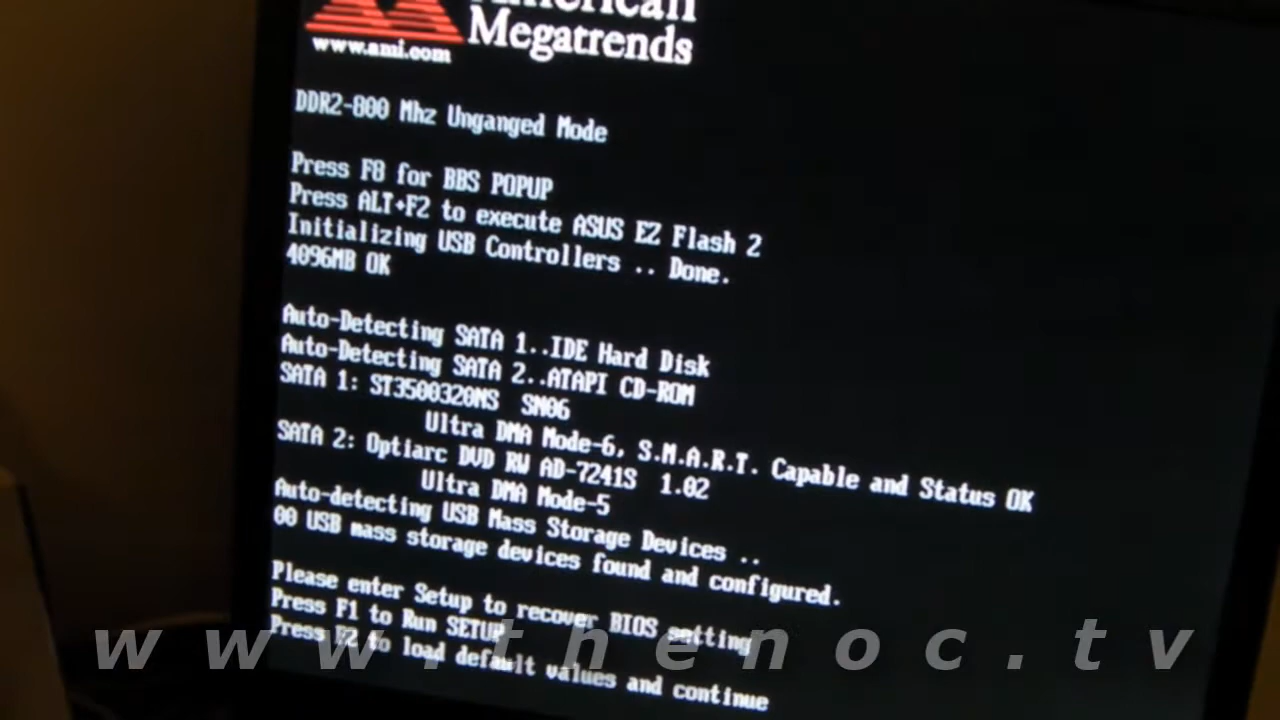 American
Megatrends
www.ami.com
DDR2-800 Mhz Unganged Mode
Press F8 for BBS POPUP
Press ALT+F2 to execute ASUS EZ Flash 2
Initializing USB Controllers .. Done.
4096MB OK
Auto-Detecting SATA 1..IDE Hard Disk
Auto-Detecting SATA 2..ATAPI CD-ROM
SATA 1: ST3500320NS SN06
Ultra DMA Mode-6, S.M.A.R.T. Capable and Status OK
SATA 2: Optiarc DVD RW AD-7241S 1.02
Ultra DMA Mode-5
Auto-detecting USB Mass Storage Devices ..
00 USB mass storage devices found and configured.
Please enter Setup to recover BIOS setting
Press F1 to Run SETUP
Press F2 to load default values and continue
www.thenoc.tv